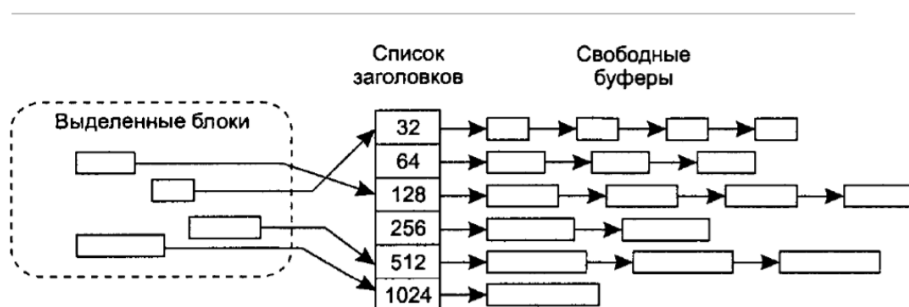 Список
заголовков
Свободные
буферы
Выделенные блоки
32
64
128
256
512
1024